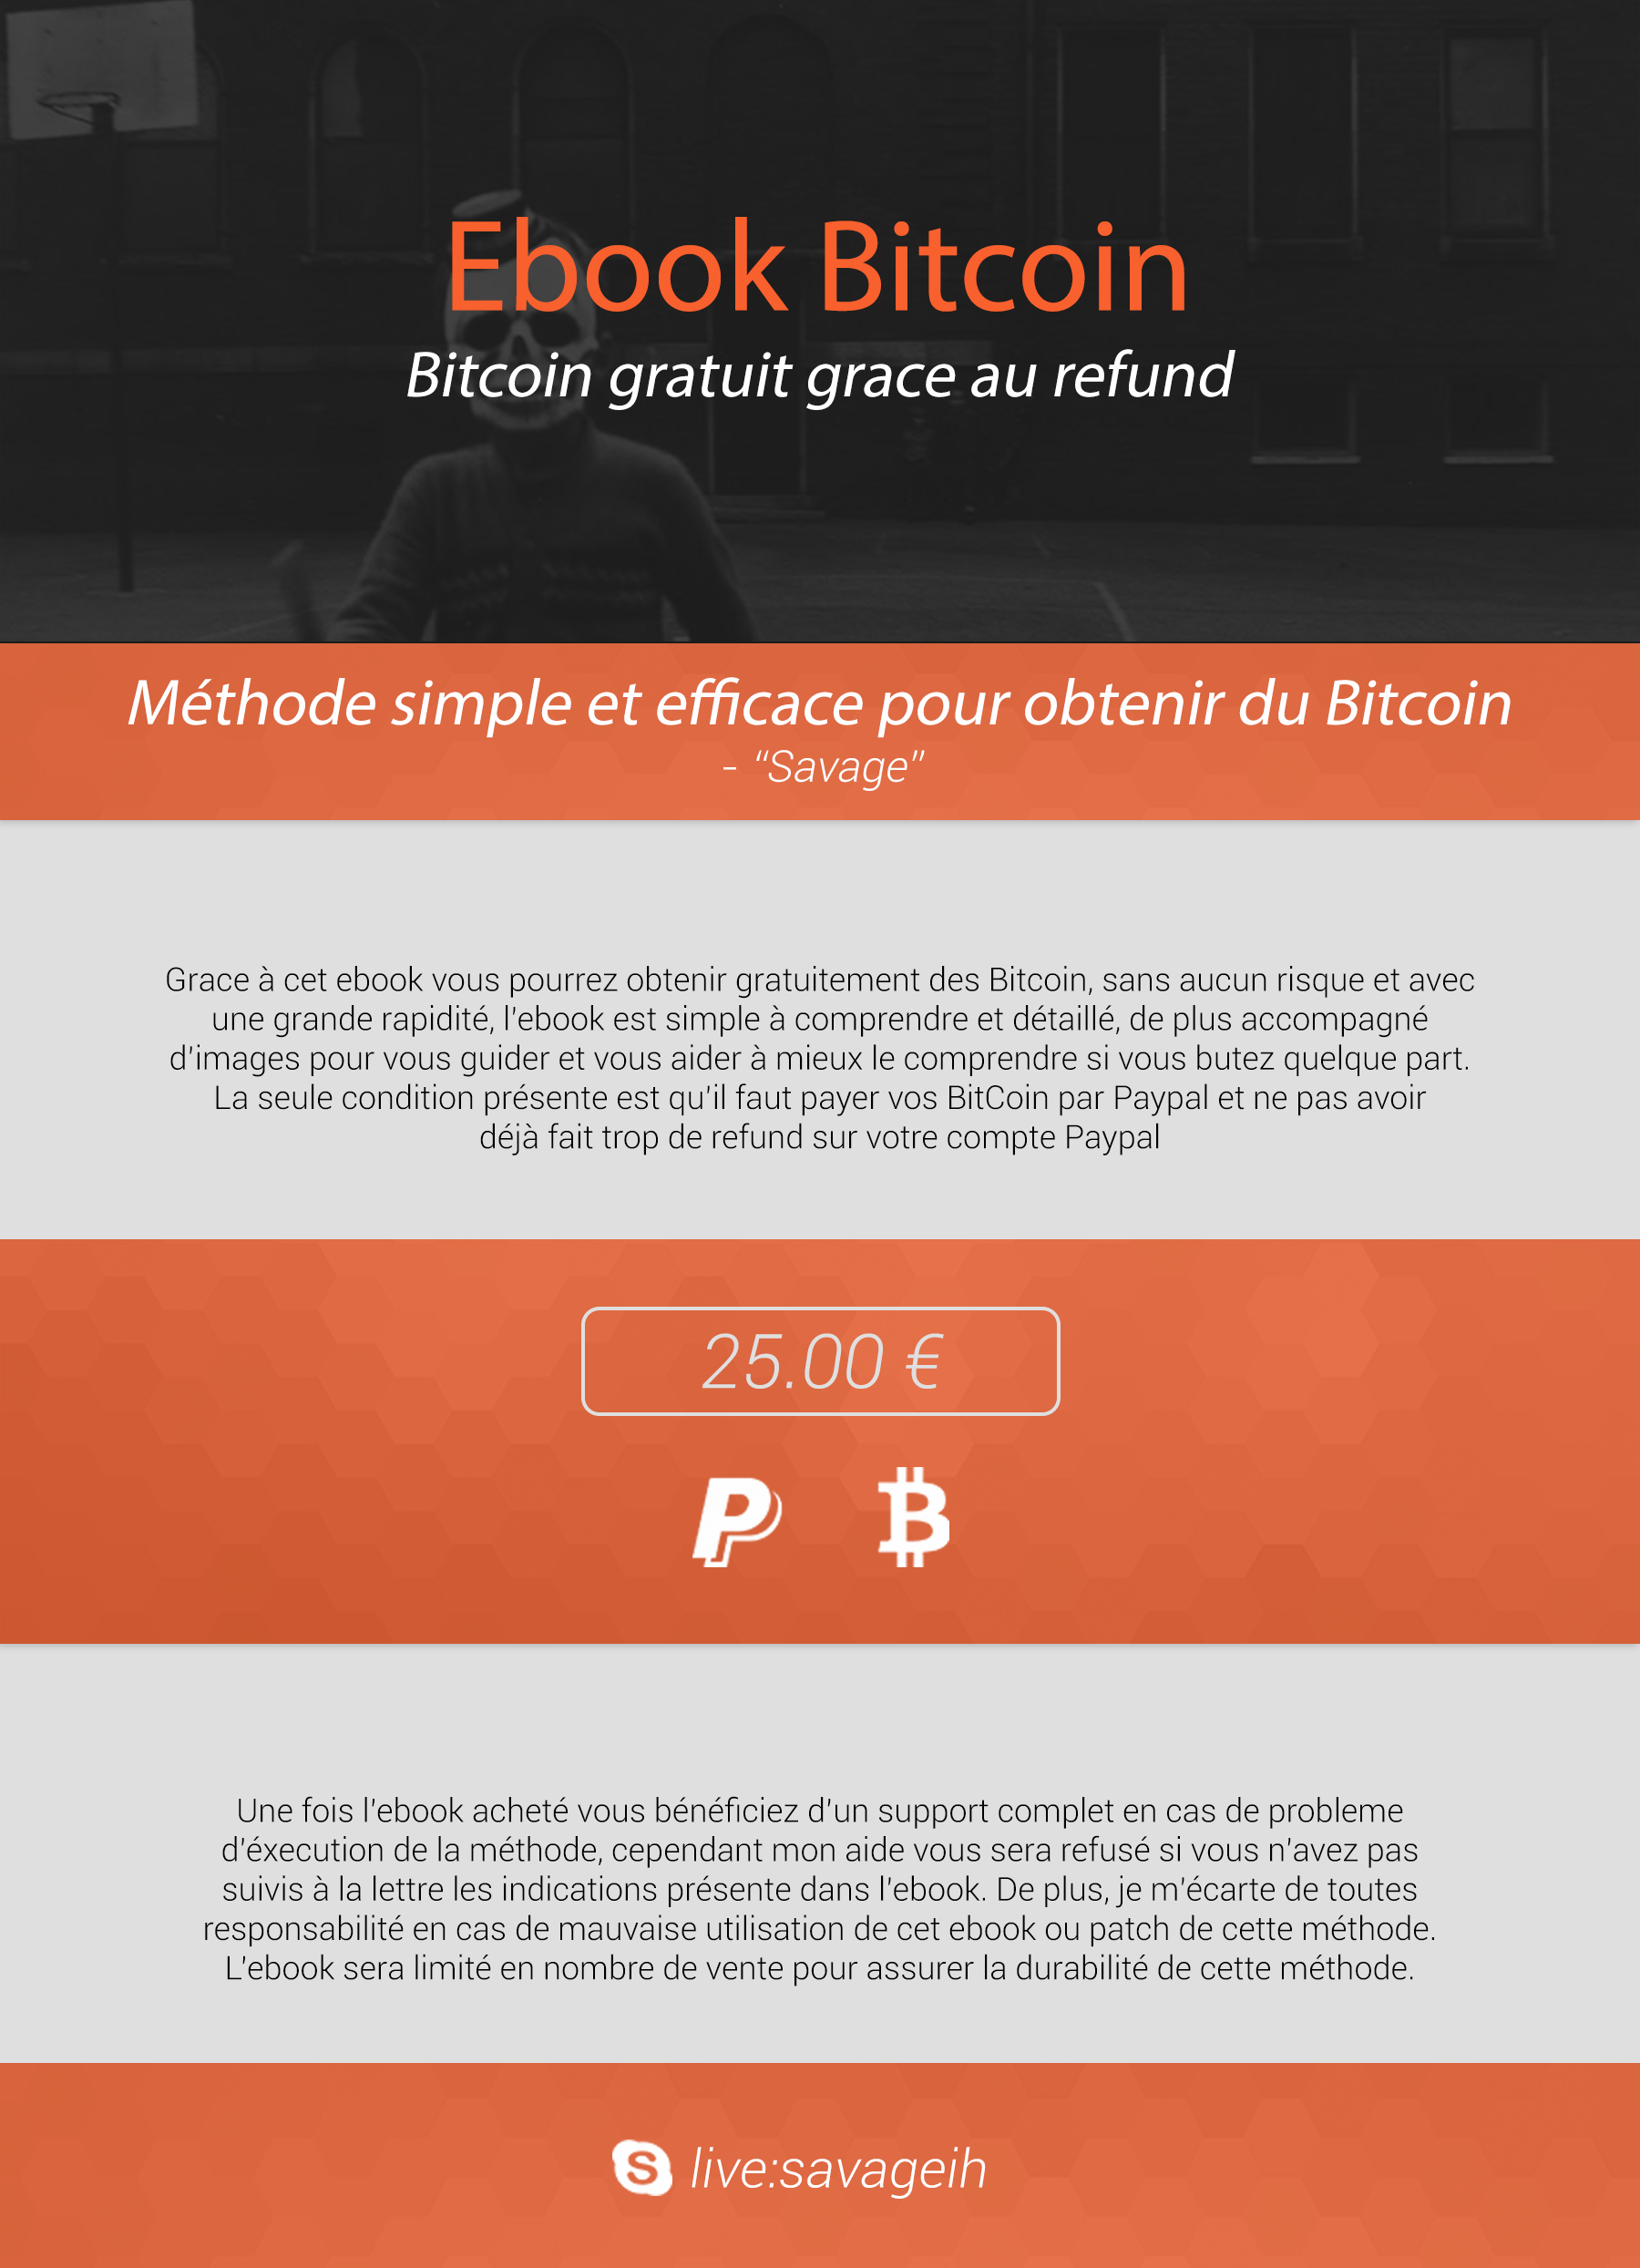 Ebook Bitcoin
Bitcoin gratuit grace au refund
Méthode simple et efficace pour obtenir du Bitcoin
- “Savage”
Grace à cet ebook vous pourrez obtenir gratuitement des Bitcoin, sans aucun risque et avec
une grande rapidité, l'ebook est simple à comprendre et détaillé, de plus accompagné
d'images pour vous guider et vous aider à mieux le comprendre si vous butez quelque part.
La seule condition présente est qu'il faut payer vos BitCoin par Paypal et ne pas avoir
déjà fait trop de refund sur votre compte Paypal
25.00 €
Une fois l'ebook acheté vous bénéficiez d'un support complet en cas de probleme
d'éxecution de la méthode, cependant mon aide vous sera refusé si vous n'avez pas
suivis à la lettre les indications présente dans l'ebook. De plus, je m'écarte de toutes
responsabilité en cas de mauvaise utilisation de cet ebook ou patch de cette méthode.
L'ebook sera limité en nombre de vente pour assurer la durabilité de cette méthode.
live:savageih